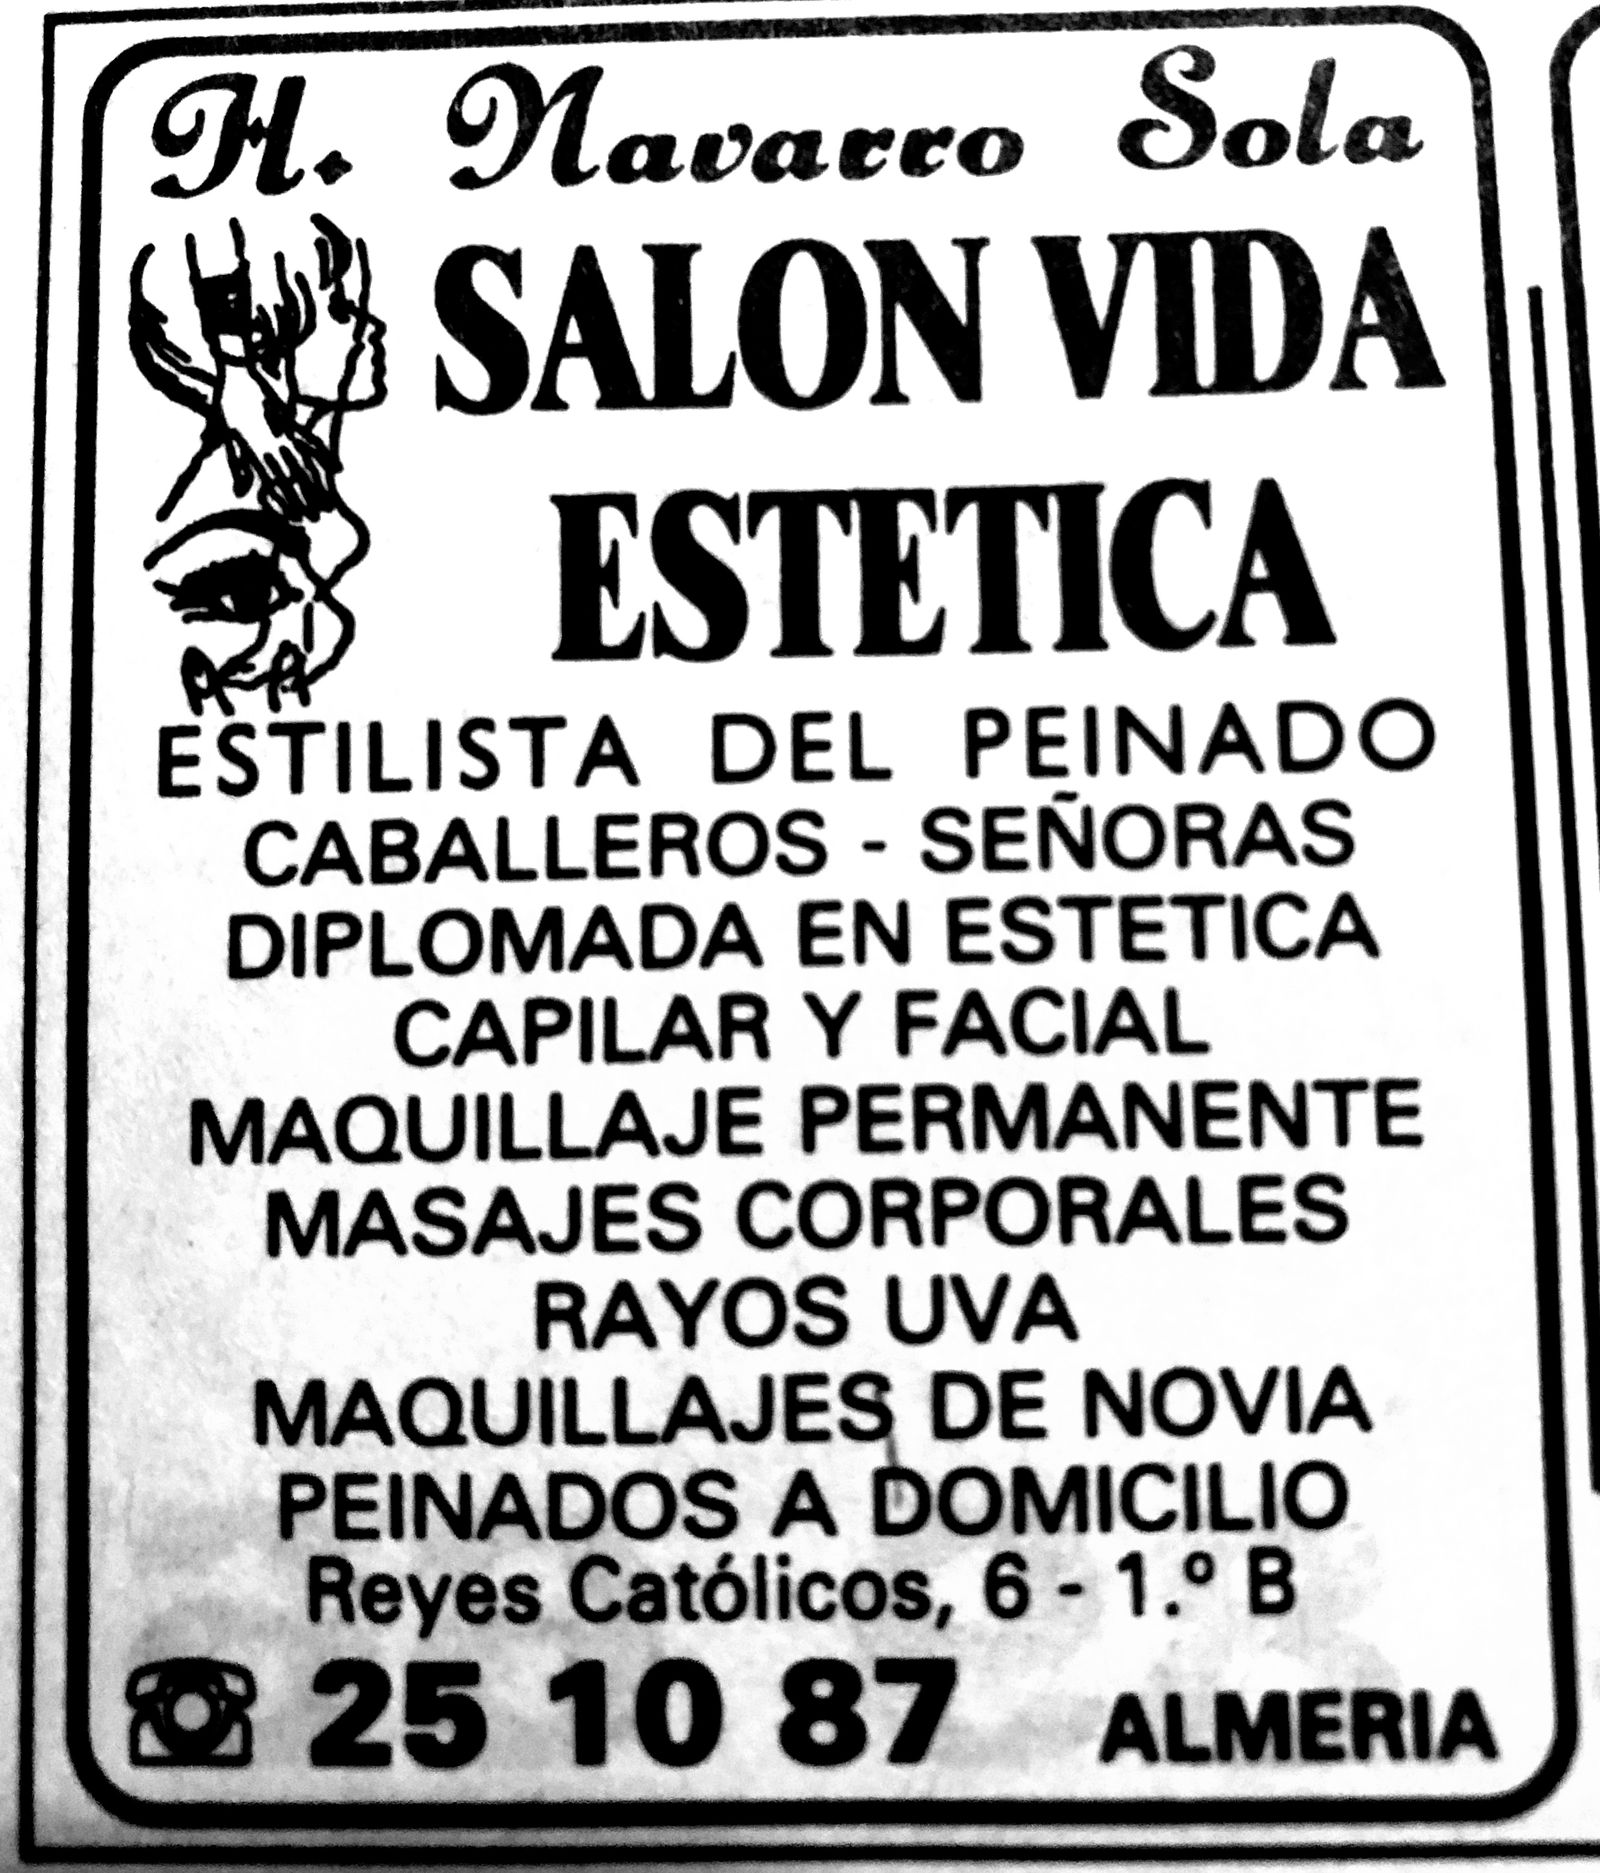 H. Navarro Sola
SALON VIDA
ESTETICA
ESTILISTA DEL PEINADO
CABALLEROS - SEÑORAS
DIPLOMADA EN ESTETICA
CAPILAR Y FACIAL
MAQUILLAJE PERMANENTE
MASAJES CORPORALES
RAYOS UVA
MAQUILLAJES DE NOVIA
PEINADOS A DOMICILIO
Reyes Católicos, 6 - 1.º B
☎ 25 10 87 ALMERIA